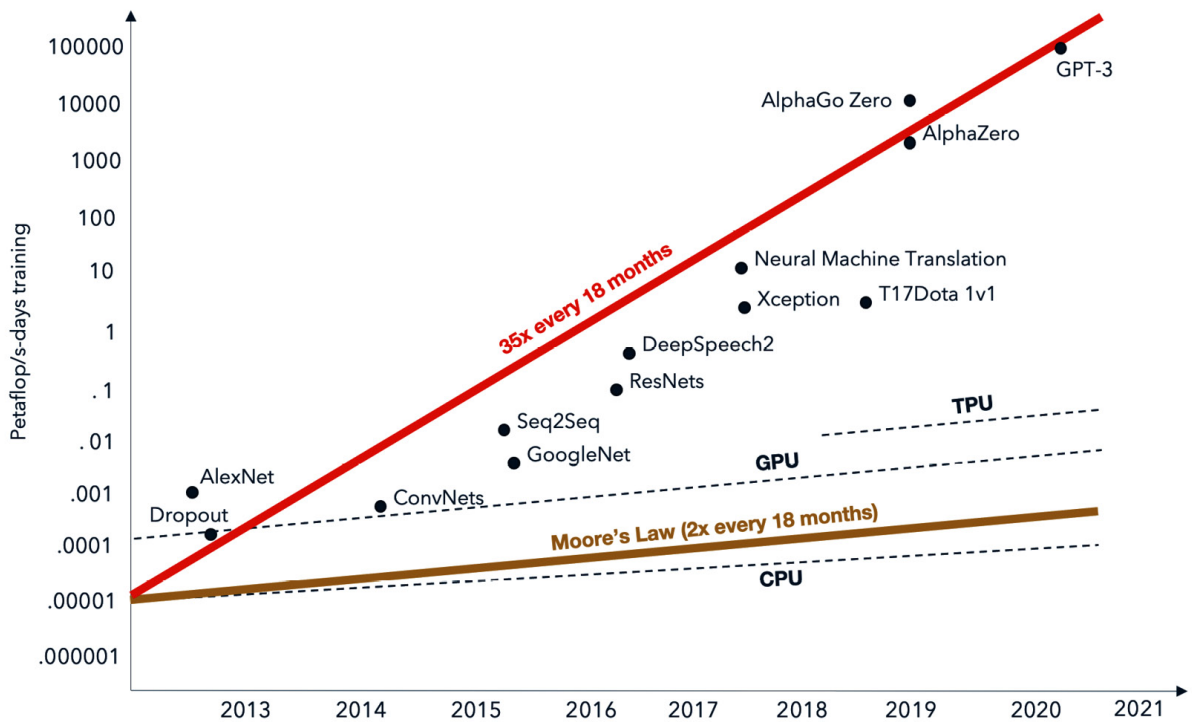 Petaflop/s-days training
100000
10000
1000
100
10
1
.1
.01
.001
.0001
.00001
.000001
GPT-3
AlphaGo Zero
AlphaZero
35x every 18 months
Neural Machine Translation
Xception
T17Dota 1v1
DeepSpeech2
ResNets
Seq2Seq
GoogleNet
TPU
GPU
AlexNet
ConvNets
Dropout
Moore's Law (2x every 18 months)
CPU
2013 2014 2015 2016 2017 2018 2019 2020 2021